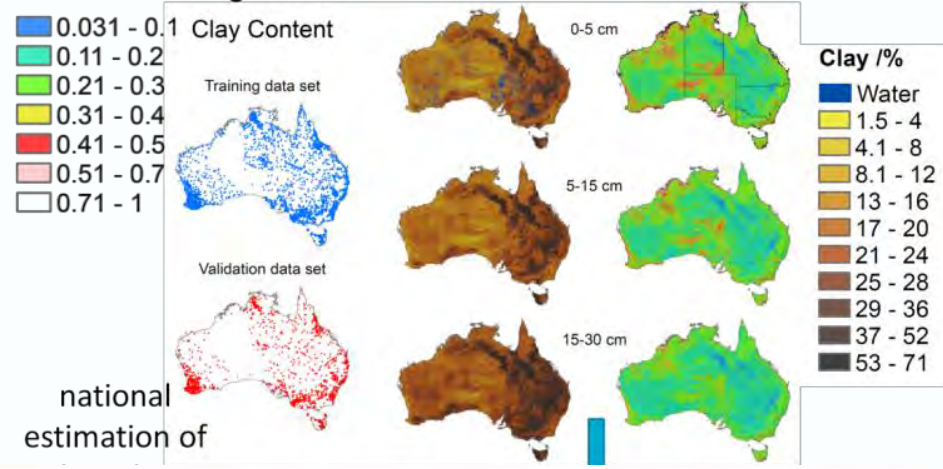 0.031 - 0.1
0.11 - 0.2
0.21 - 0.3
0.31 - 0.4
0.41 - 0.5
0.51 - 0.7
0.71 - 1
Clay Content
Training data set
Validation data set
0-5 cm
5-15 cm
15-30 cm
Clay /%
Water
1.5 - 4
4.1 - 8
8.1 - 12
13 - 16
17 - 20
21 - 24
25 - 28
29 - 36
37 - 52
53 - 71
national
estimation of